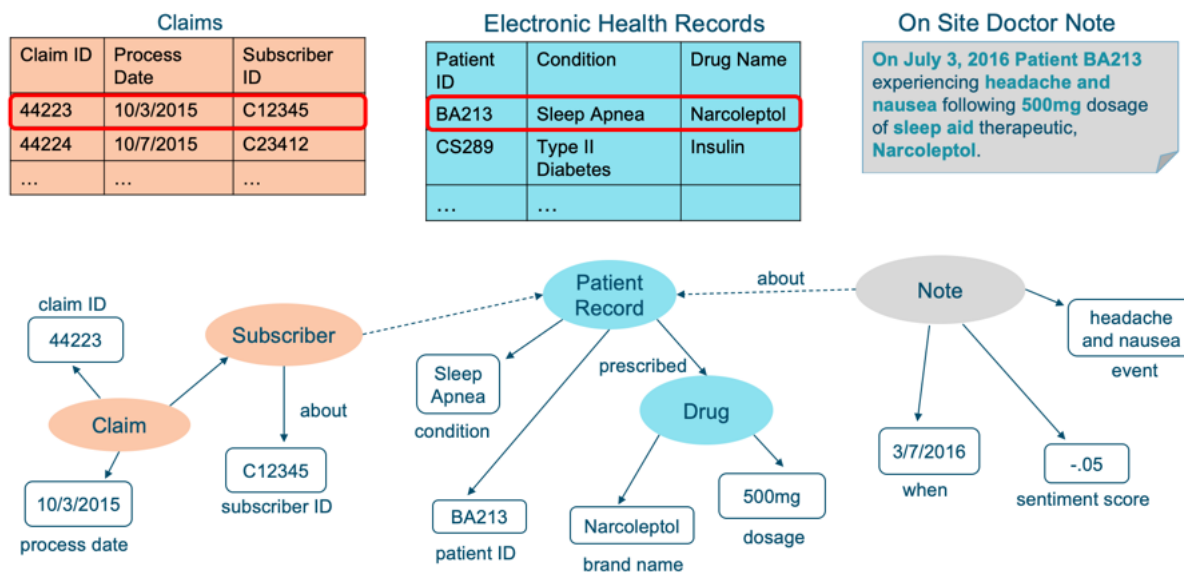 Claims
Claim ID Process Date Subscriber ID
44223 10/3/2015 C12345
44224 10/7/2015 C23412
... ... ...
Electronic Health Records
Patient ID Condition Drug Name
BA213 Sleep Apnea Narcoleptol
CS289 Type II Diabetes Insulin
... ...
On Site Doctor Note
On July 3, 2016 Patient BA213
experiencing headache and
nausea following 500mg dosage
of sleep aid therapeutic,
Narcoleptol.
claim ID
44223
Subscriber
Claim
about
10/3/2015
process date
C12345
subscriber ID
Patient
Record
about
Note
Sleep
Apnea
condition
prescribed
Drug
BA213
patient ID
Narcoleptol
brand name
500mg
dosage
headache
and nausea
event
3/7/2016
when
-.05
sentiment score